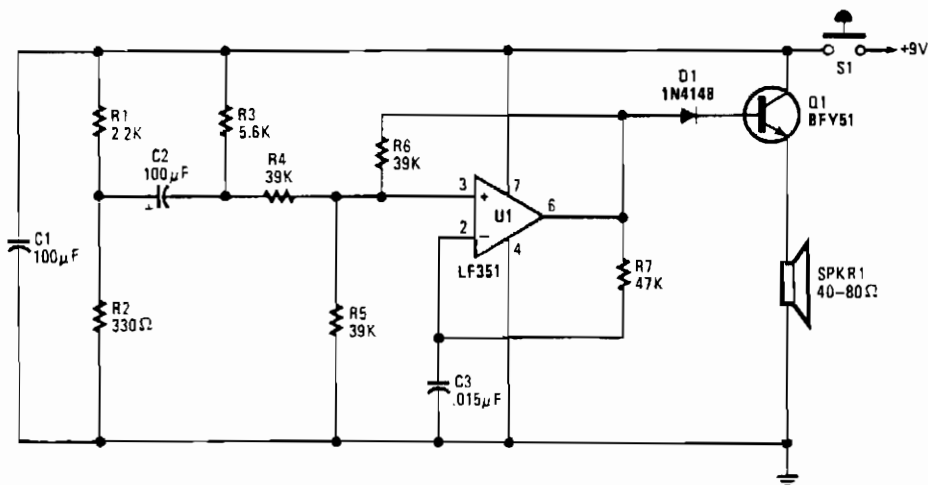 S1
+9V
D1
1N4148
Q1
BFY51
R1
2.2K
R3
5.6K
R6
39K
C2
100µF
+
R4
39K
3
+
7
U1
6
2
−
4
LF351
C1
100µF
R2
330Ω
R5
39K
R7
47K
SPKR1
40-80Ω
C3
.015µF